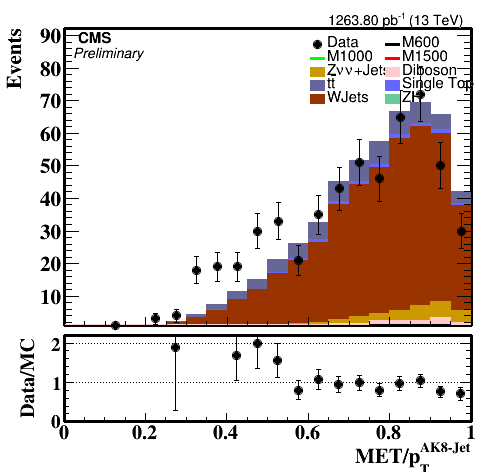 1263.80 pb⁻¹ (13 TeV)
CMS
Preliminary
Data
M600
M1000
M1500
Zνν+Jets
Diboson
tt
Single Top
WJets
ZH
Events
90
80
70
60
50
40
30
20
10
Data/MC
2
1
0
0 0.2 0.4 0.6 0.8 1
MET/p_T^AK8-Jet